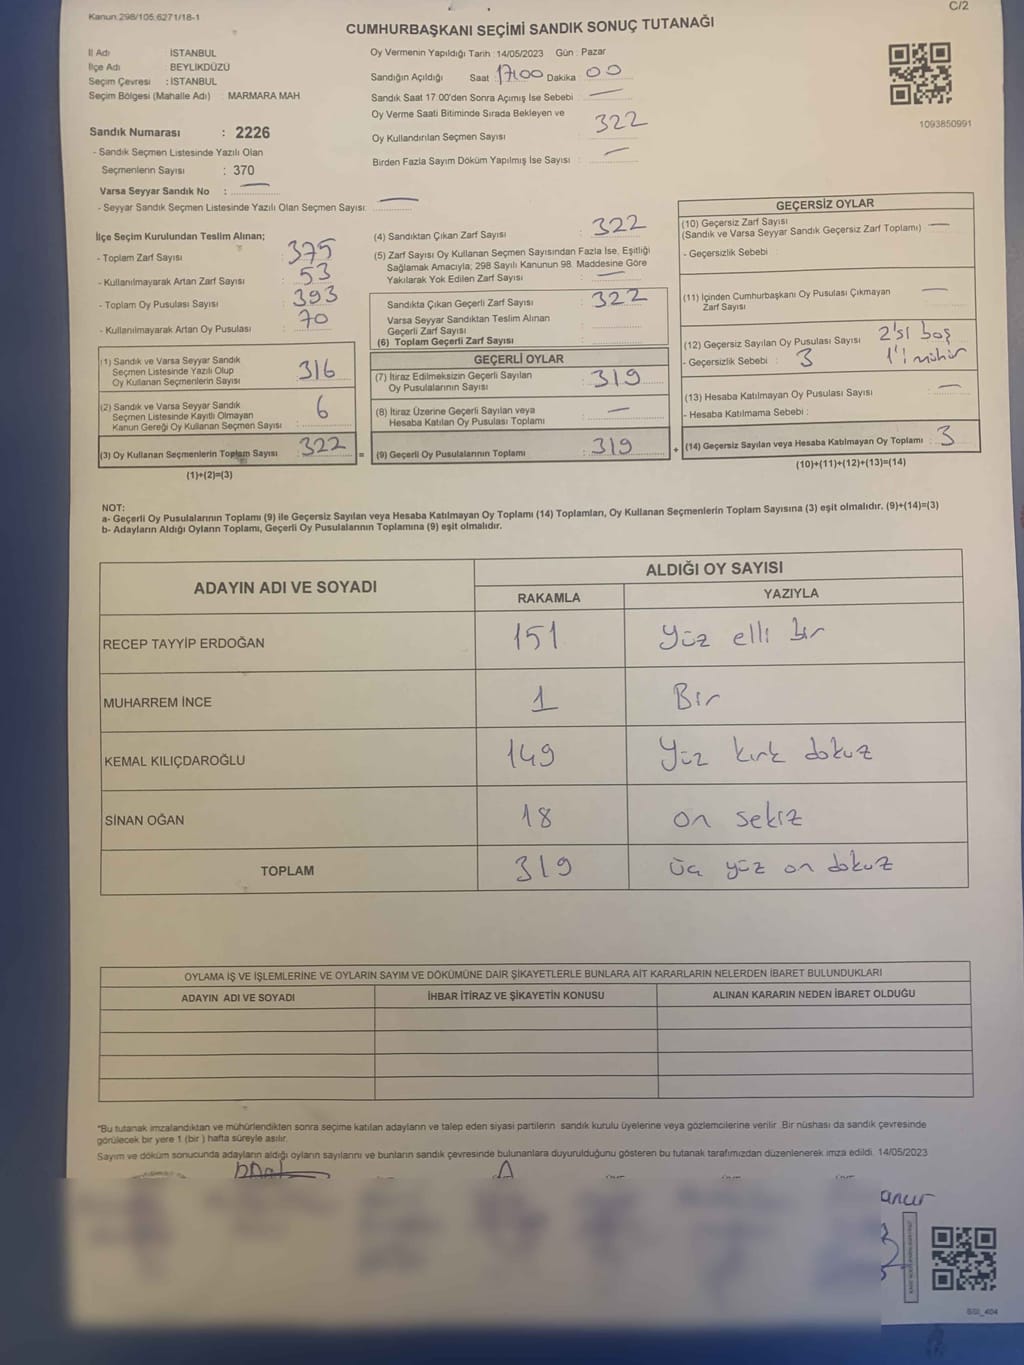 Kanun:298/105;6271/18-1
C/2
CUMHURBAŞKANI SEÇİMİ SANDIK SONUÇ TUTANAĞI
İl Adı İSTANBUL
İlçe Adı BEYLİKDÜZÜ
Seçim Çevresi : İSTANBUL
Seçim Bölgesi (Mahalle Adı) : MARMARA MAH
Sandık Numarası : 2226
- Sandık Seçmen Listesinde Yazılı Olan
Seçmenlerin Sayısı : 370
Varsa Seyyar Sandık No : —
- Seyyar Sandık Seçmen Listesinde Yazılı Olan Seçmen Sayısı: —
Oy Vermenin Yapıldığı Tarih : 14/05/2023 Gün : Pazar
Sandığın Açıldığı Saat : 17:00 Dakika : 00
Sandık Saat 17:00'den Sonra Açımış İse Sebebi : —
Oy Verme Saati Bitiminde Sırada Bekleyen ve
Oy Kullandırılan Seçmen Sayısı : 322
Birden Fazla Sayım Döküm Yapılmış İse Sayısı : —
1093850991
İlçe Seçim Kurulundan Teslim Alınan;
- Toplam Zarf Sayısı : 375
- Kullanılmayarak Artan Zarf Sayısı : 53
- Toplam Oy Pusulası Sayısı : 393
- Kullanılmayarak Artan Oy Pusulası : 70
(1) Sandık ve Varsa Seyyar Sandık
Seçmen Listesinde Yazılı Olup
Oy Kullanan Seçmenlerin Sayısı : 316
(2) Sandık ve Varsa Seyyar Sandık
Seçmen Listesinde Kayıtlı Olmayan
Kanun Gereği Oy Kullanan Seçmen Sayısı : 6
(3) Oy Kullanan Seçmenlerin Toplam Sayısı : 322 =
(1)+(2)=(3)
(4) Sandıktan Çıkan Zarf Sayısı : 322
(5) Zarf Sayısı Oy Kullanan Seçmen Sayısından Fazla İse, Eşitliği
Sağlamak Amacıyla; 298 Sayılı Kanunun 98. Maddesine Göre
Yakılarak Yok Edilen Zarf Sayısı : —
Sandıkta Çıkan Geçerli Zarf Sayısı : 322
Varsa Seyyar Sandıktan Teslim Alınan
Geçerli Zarf Sayısı :
(6) Toplam Geçerli Zarf Sayısı :
GEÇERLİ OYLAR
(7) İtiraz Edilmeksizin Geçerli Sayılan
Oy Pusulalarının Sayısı : 319
(8) İtiraz Üzerine Geçerli Sayılan veya
Hesaba Katılan Oy Pusulası Toplamı : —
(9) Geçerli Oy Pusulalarının Toplamı : 319 +
GEÇERSİZ OYLAR
(10) Geçersiz Zarf Sayısı : —
(Sandık ve Varsa Seyyar Sandık Geçersiz Zarf Toplamı)
- Geçersizlik Sebebi :
(11) İçinden Cumhurbaşkanı Oy Pusulası Çıkmayan : —
Zarf Sayısı
(12) Geçersiz Sayılan Oy Pusulası Sayısı : 2'si boş
- Geçersizlik Sebebi : 3 1'i mühür
(13) Hesaba Katılmayan Oy Pusulası Sayısı : —
- Hesaba Katılmama Sebebi :
(14) Geçersiz Sayılan veya Hesaba Katılmayan Oy Toplamı : 3
(10)+(11)+(12)+(13)=(14)
NOT:
a- Geçerli Oy Pusulalarının Toplamı (9) ile Geçersiz Sayılan veya Hesaba Katılmayan Oy Toplamı (14) Toplamları, Oy Kullanan Seçmenlerin Toplam Sayısına (3) eşit olmalıdır. (9)+(14)=(3)
b- Adayların Aldığı Oyların Toplamı, Geçerli Oy Pusulalarının Toplamına (9) eşit olmalıdır.
ADAYIN ADI VE SOYADI ALDIĞI OY SAYISI
RAKAMLA YAZIYLA
RECEP TAYYİP ERDOĞAN 151 Yüz elli bir
MUHARREM İNCE 1 Bir
KEMAL KILIÇDAROĞLU 149 Yüz kırk dokuz
SİNAN OĞAN 18 on sekiz
TOPLAM 319 üç yüz on dokuz
OYLAMA İŞ VE İŞLEMLERİNE VE OYLARIN SAYIM VE DÖKÜMÜNE DAİR ŞİKAYETLERLE BUNLARA AİT KARARLARIN NELERDEN İBARET BULUNDUKLARI
ADAYIN ADI VE SOYADI İHBAR İTİRAZ VE ŞİKAYETİN KONUSU ALINAN KARARIN NEDEN İBARET OLDUĞU
"Bu tutanak imzalandıktan ve mühürlendikten sonra seçime katılan adayların ve talep eden siyasi partilerin sandık kurulu üyelerine veya gözlemcilerine verilir .Bir nüshası da sandık çevresinde
görülecek bir yere 1 (bir ) hafta süreyle asılır.
Sayım ve döküm sonucunda adayların aldığı oyların sayılarını ve bunların sandık çevresinde bulunanlara duyurulduğunu gösteren bu tutanak tarafımızdan düzenlenerek imza edildi. 14/05/2023
anur